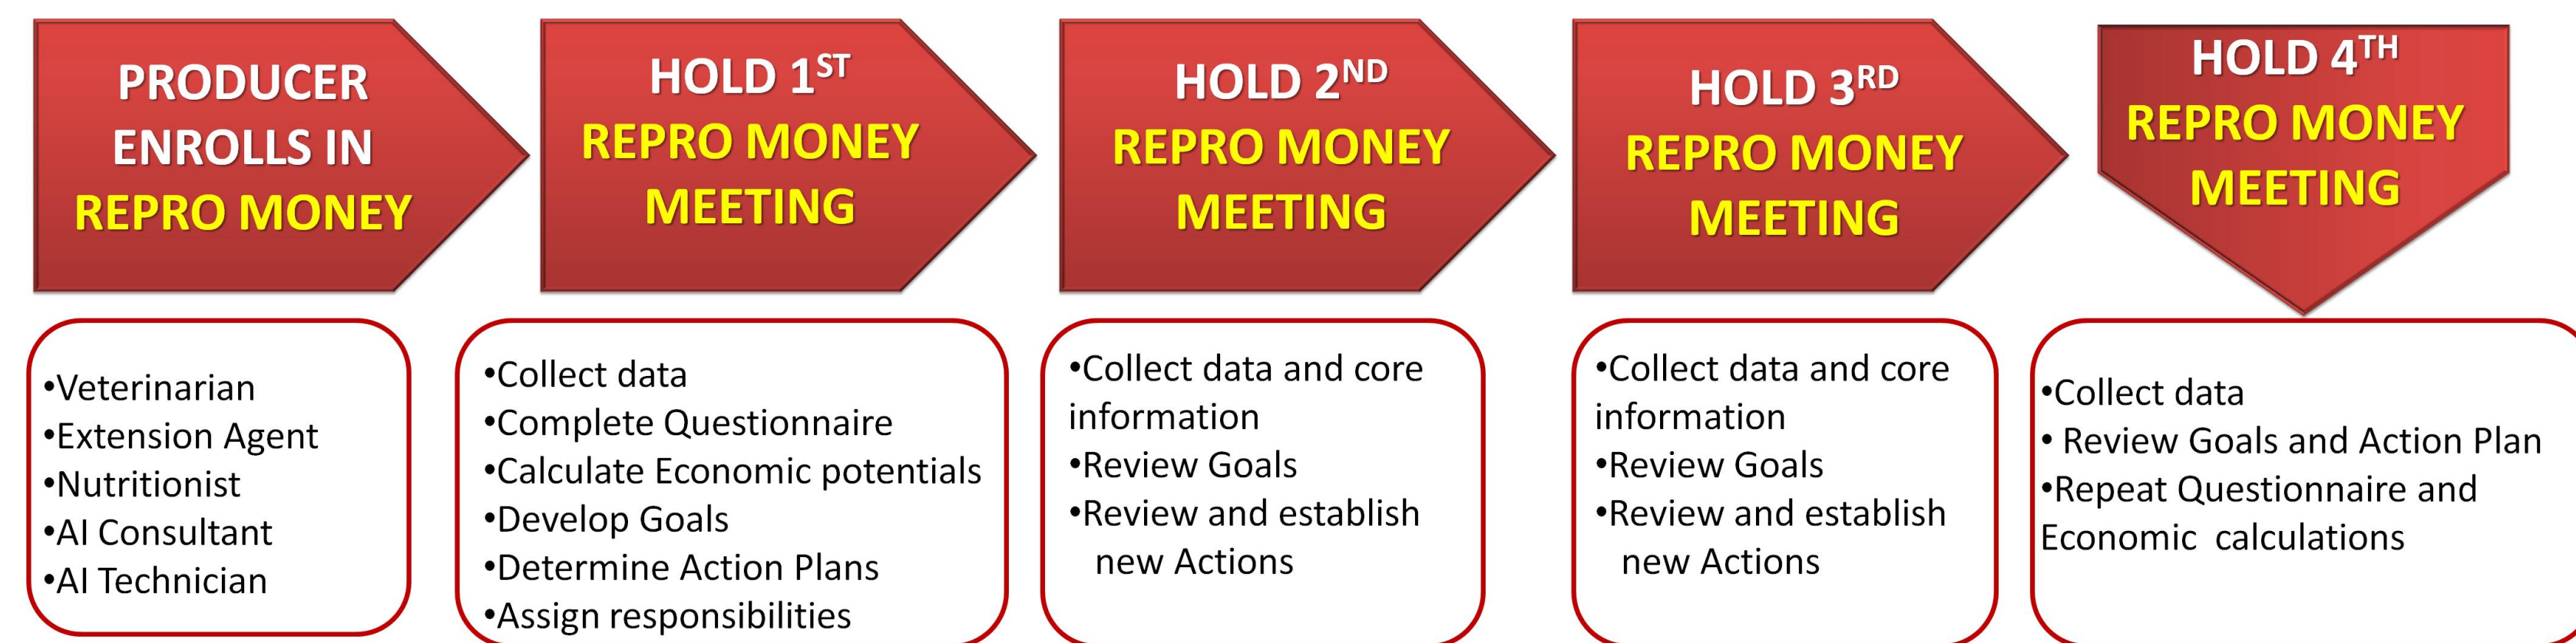 PRODUCER
ENROLLS IN
REPRO MONEY
HOLD 1ST
REPRO MONEY
MEETING
HOLD 2ND
REPRO MONEY
MEETING
HOLD 3RD
REPRO MONEY
MEETING
HOLD 4TH
REPRO MONEY
MEETING
•Veterinarian
•Extension Agent
•Nutritionist
•AI Consultant
•AI Technician
•Collect data
•Complete Questionnaire
•Calculate Economic potentials
•Develop Goals
•Determine Action Plans
•Assign responsibilities
•Collect data and core
information
•Review Goals
•Review and establish
new Actions
•Collect data and core
information
•Review Goals
•Review and establish
new Actions
•Collect data
• Review Goals and Action Plan
•Repeat Questionnaire and
Economic calculations